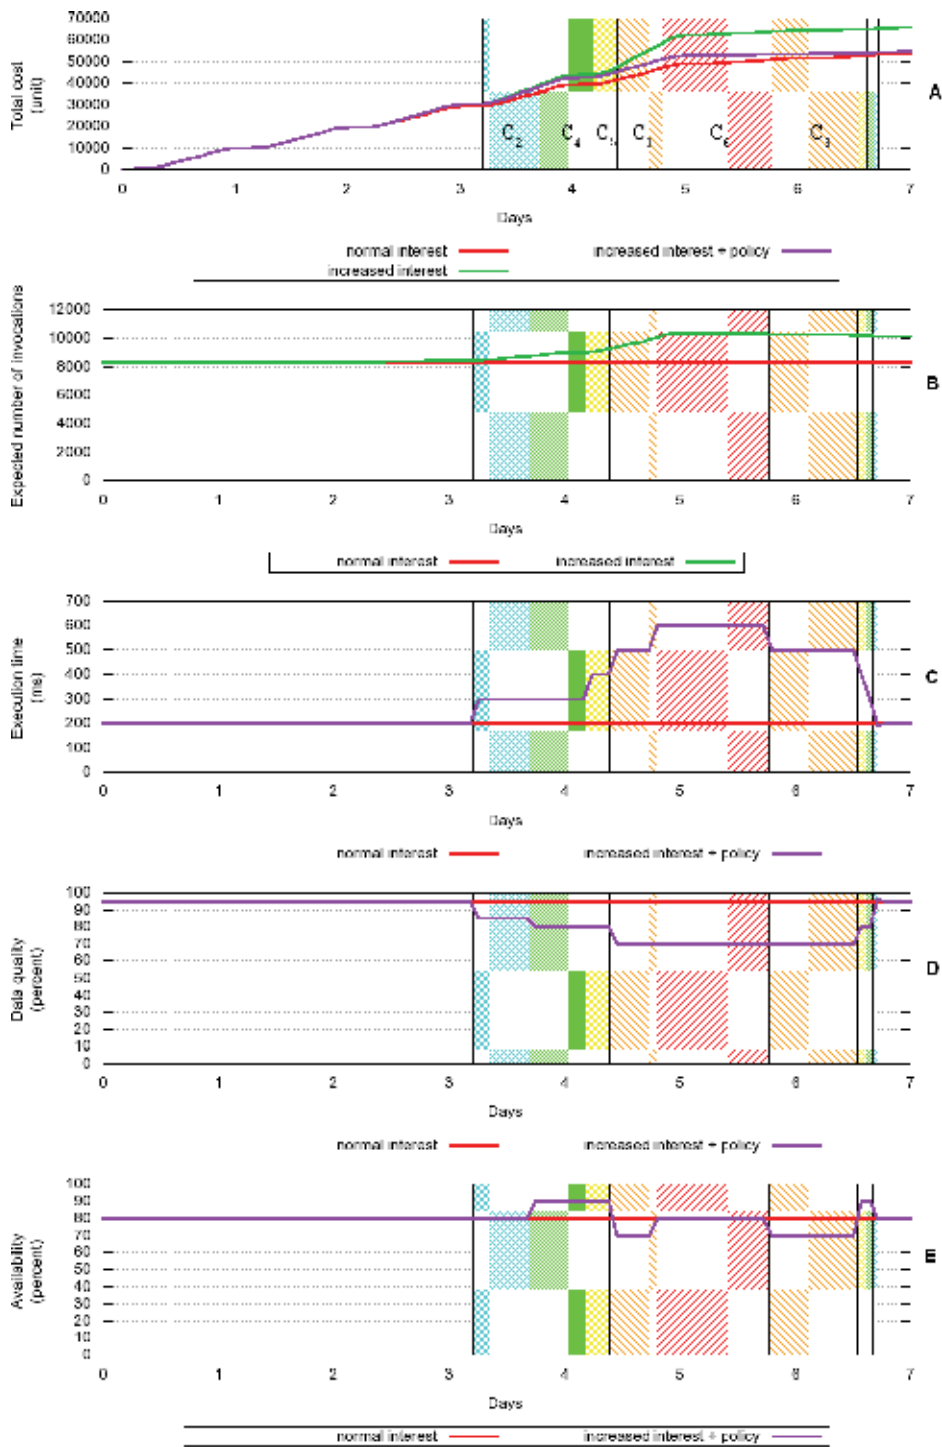 70000
60000
50000
40000
30000
20000
10000
0
Total cost
(unit)
A
C2 C4 C5 C1 C6 C3
0 1 2 3 4 5 6 7
Days
normal interest increased interest + policy
increased interest
12000
10000
8000
6000
4000
2000
0
Expected number of invocations
B
0 1 2 3 4 5 6 7
Days
normal interest increased interest
700
600
500
400
300
200
100
0
Execution time
(ms)
C
0 1 2 3 4 5 6 7
Days
normal interest increased interest + policy
100
90
80
70
60
50
40
30
20
10
0
Data quality
(percent)
D
0 1 2 3 4 5 6 7
Days
normal interest increased interest + policy
100
90
80
70
60
50
40
30
20
10
0
Availability
(percent)
E
0 1 2 3 4 5 6 7
Days
normal interest increased interest + policy